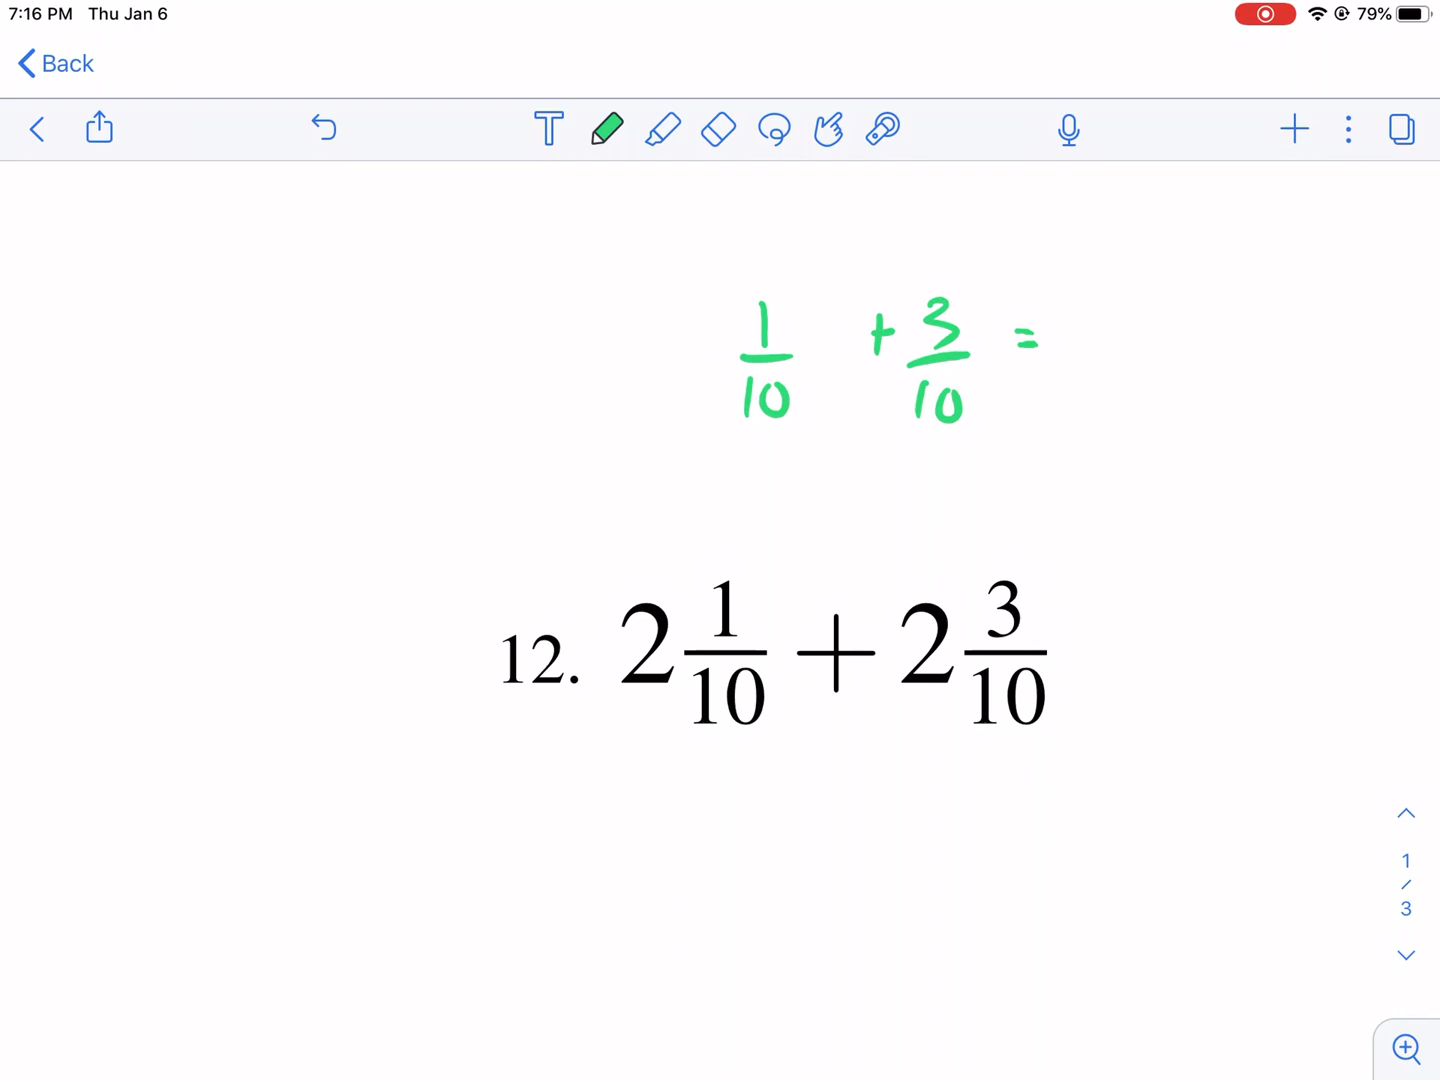 7:16 PM Thu Jan 6 79%
Back
T
1/10 + 3/10 =
12. 2 1/10 + 2 3/10
1
/
3